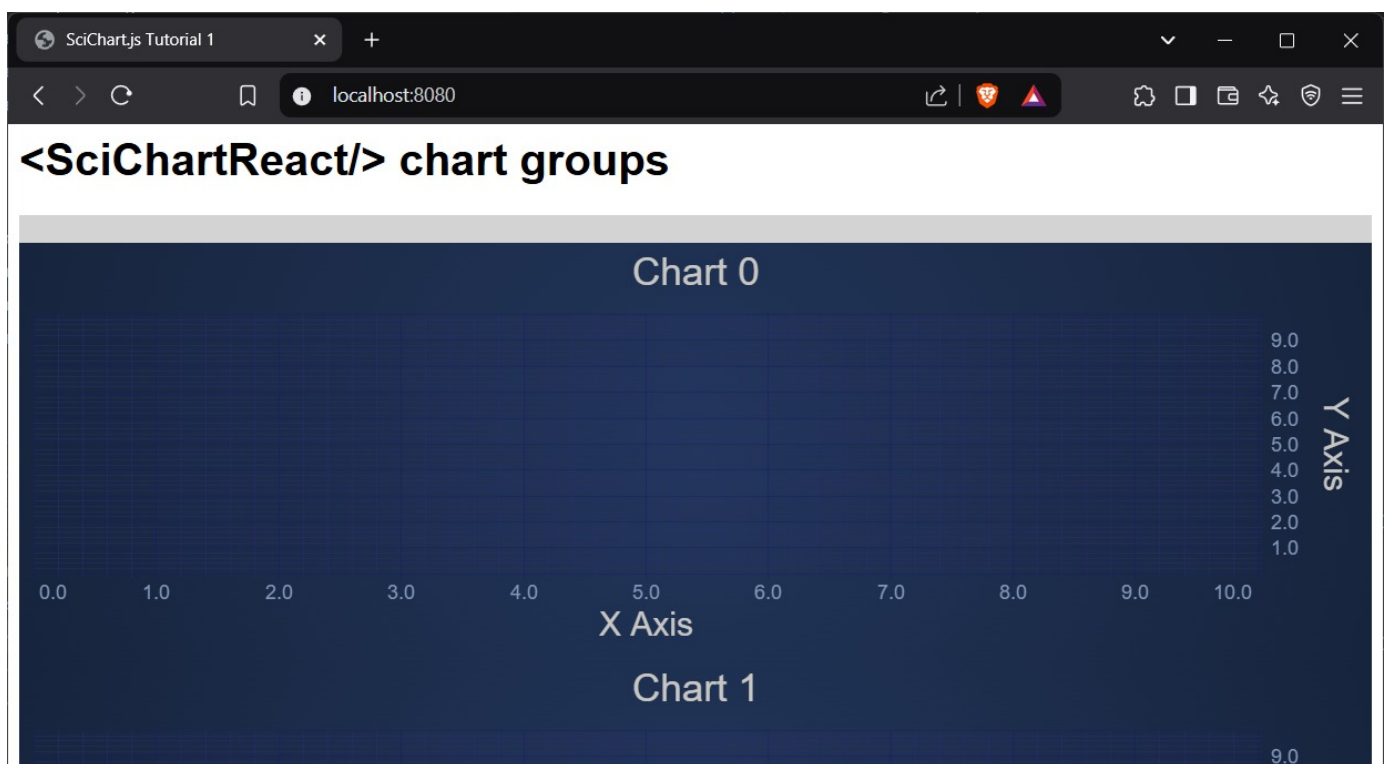 SciChart.js Tutorial 1
localhost:8080
<SciChartReact/> chart groups
Chart 0
9.0
8.0
7.0
6.0
5.0
4.0
3.0
2.0
1.0
Y Axis
0.0 1.0 2.0 3.0 4.0 5.0 6.0 7.0 8.0 9.0 10.0
X Axis
Chart 1
9.0